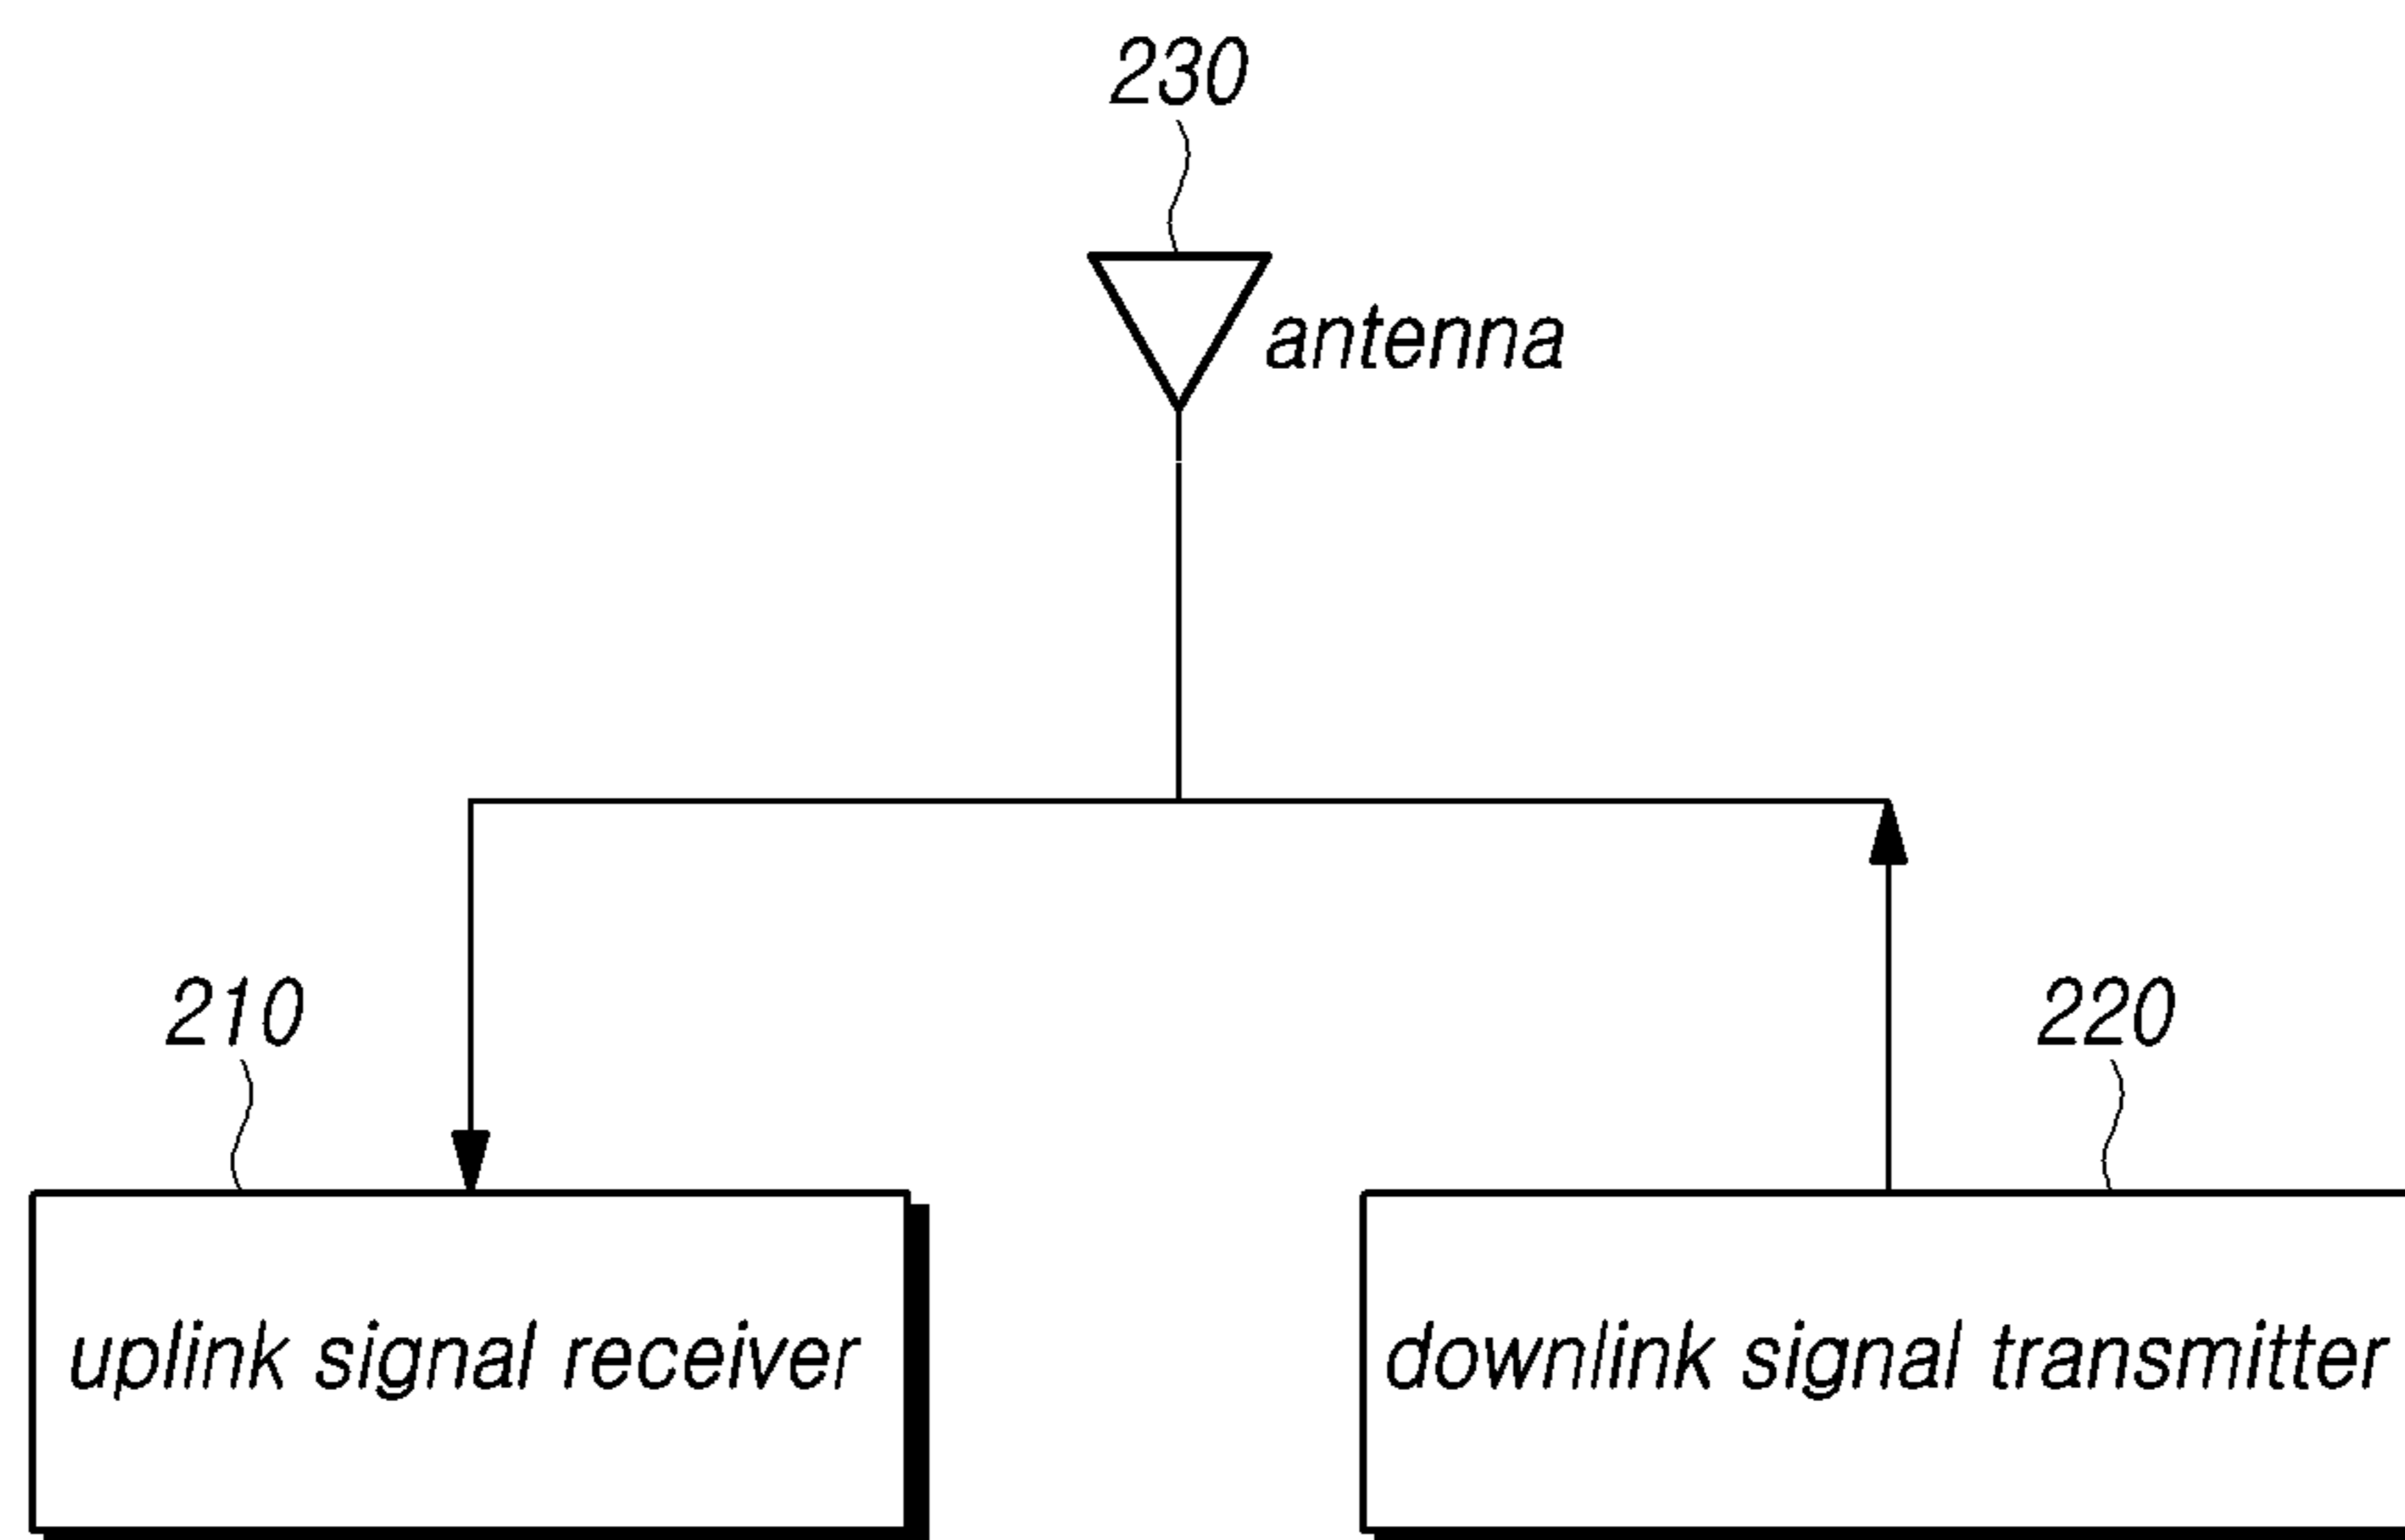 230
antenna
210
220
uplink signal receiver
downlink signal transmitter